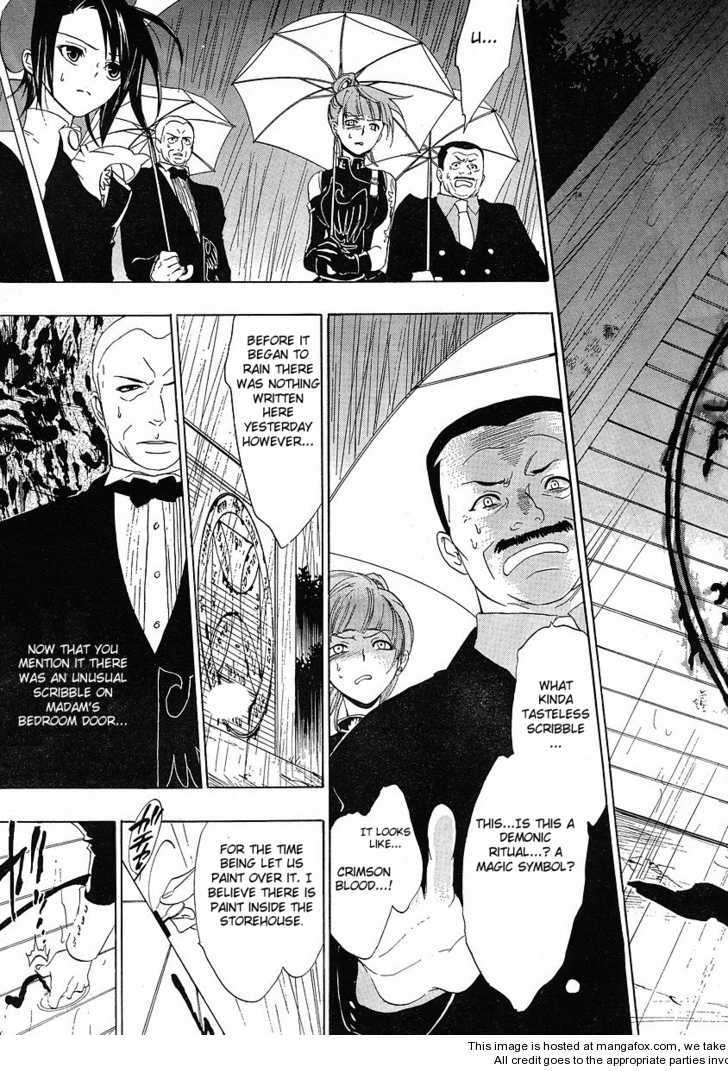 U...
WHAT
KINDA
TASTELESS
SCRIBBLE
...
THIS...IS THIS A
DEMONIC
RITUAL...? A
MAGIC SYMBOL?
IT LOOKS
LIKE...
CRIMSON
BLOOD...!
BEFORE IT
BEGAN TO
RAIN THERE
WAS NOTHING
WRITTEN
HERE
YESTERDAY
HOWEVER...
NOW THAT YOU
MENTION IT THERE
WAS AN UNUSUAL
SCRIBBLE ON
MADAM'S
BEDROOM DOOR...
FOR THE TIME
BEING LET US
PAINT OVER IT. I
BELIEVE THERE IS
PAINT INSIDE THE
STOREHOUSE.
This image is hosted at mangafox.com, we take
All credit goes to the appropriate parties invo